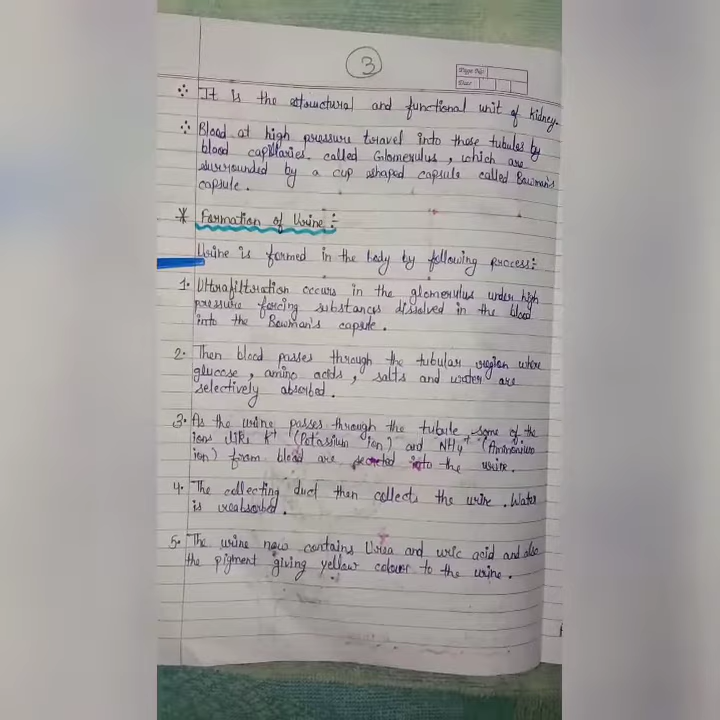 3
Page No:
Date:
∴ It is the structural and functional unit of kidney.
∴ Blood at high pressure travel into these tubules by
blood capillaries called Glomerulus, which are
surrounded by a cup shaped capsule called Bowman's
capsule.
* Formation of Urine :-
Urine is formed in the body by following process:
1. Ultrafiltration occurs in the glomerulus under high
pressure forcing substances dissolved in the blood
into the Bowman's capsule.
2. Then blood passes through the tubular region where
glucose, amino acids, salts and water are
selectively absorbed.
3. As the urine passes through the tubule some of the
ions like K+ (Potassium ion) and NH4+ (Ammonium
ion) from blood are secreted into the urine.
4. The collecting duct then collects the urine. Water
is reabsorbed.
5. The urine now contains Urea and uric acid and also
the pigment giving yellow colour to the urine.